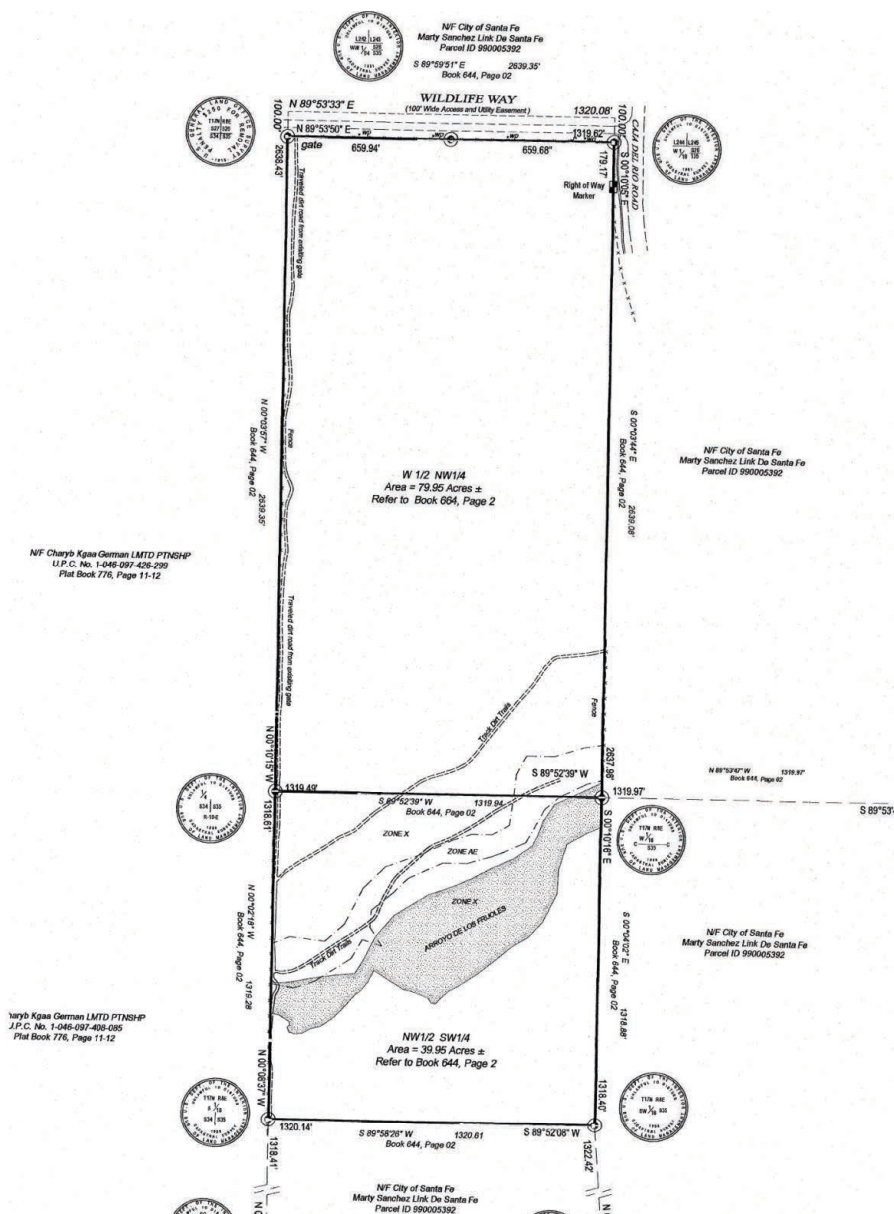 N/F City of Santa Fe
Marty Sanchez Link De Santa Fe
Parcel ID 990005392
S 89°59'51" E 2639.35'
Book 644, Page 02
WILDLIFE WAY
(100' Wide Access and Utility Easement)
N 89°53'33" E 1320.08'
100.00'
100.00'
N 89°53'50" E 1319.62'
gate
659.94'
659.68'
CAJA DEL RIO ROAD
S 00°10'05" E
179.17'
Right of Way
Marker
2638.43'
Traveled dirt road from existing gate
N 00°03'57" W 2639.35'
Book 644, Page 02
Fence
S 00°03'44" E 2639.08'
Book 644, Page 02
N/F City of Santa Fe
Marty Sanchez Link De Santa Fe
Parcel ID 990005392
W 1/2 NW1/4
Area = 79.95 Acres ±
Refer to Book 664, Page 2
N/F Charyb Kgaa German LMTD PTNSHP
U.P.C. No. 1-046-097-426-299
Plat Book 776, Page 11-12
Traveled dirt road from existing gate
Track Dirt Trails
Fence
N 00°10'15" W
2637.98'
S 89°52'39" W
N 89°53'47" W 1319.97'
Book 644, Page 02
1319.49'
1319.97'
S 89°52'39" W 1319.94
Book 644, Page 02
S 89°53'
1318.61'
S 00°10'16" E
ZONE X
ZONE AE
ZONE X
ARROYO DE LOS FRIJOLES
Track Dirt Trails
N 00°02'18" W 1319.28
Book 644, Page 02
S 00°04'02" E 1318.88'
Book 644, Page 02
N/F City of Santa Fe
Marty Sanchez Link De Santa Fe
Parcel ID 990005392
haryb Kgaa German LMTD PTNSHP
J.P.C. No. 1-046-097-408-085
Plat Book 776, Page 11-12
NW1/2 SW1/4
Area = 39.95 Acres ±
Refer to Book 644, Page 2
N 00°08'37" W
1318.40'
1320.14'
S 89°52'08" W
S 89°58'26" W 1320.81
Book 644, Page 02
1318.41'
1322.42'
N/F City of Santa Fe
Marty Sanchez Link De Santa Fe
Parcel ID 990005392